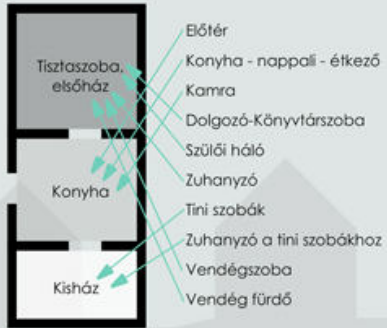 Tisztaszoba,
elsőház
Konyha
Kisház
Előtér
Konyha - nappali - étkező
Kamra
Dolgozó-Könyvtárszoba
Szülői háló
Zuhanyzó
Tini szobák
Zuhanyzó a tini szobákhoz
Vendégszoba
Vendég fürdő